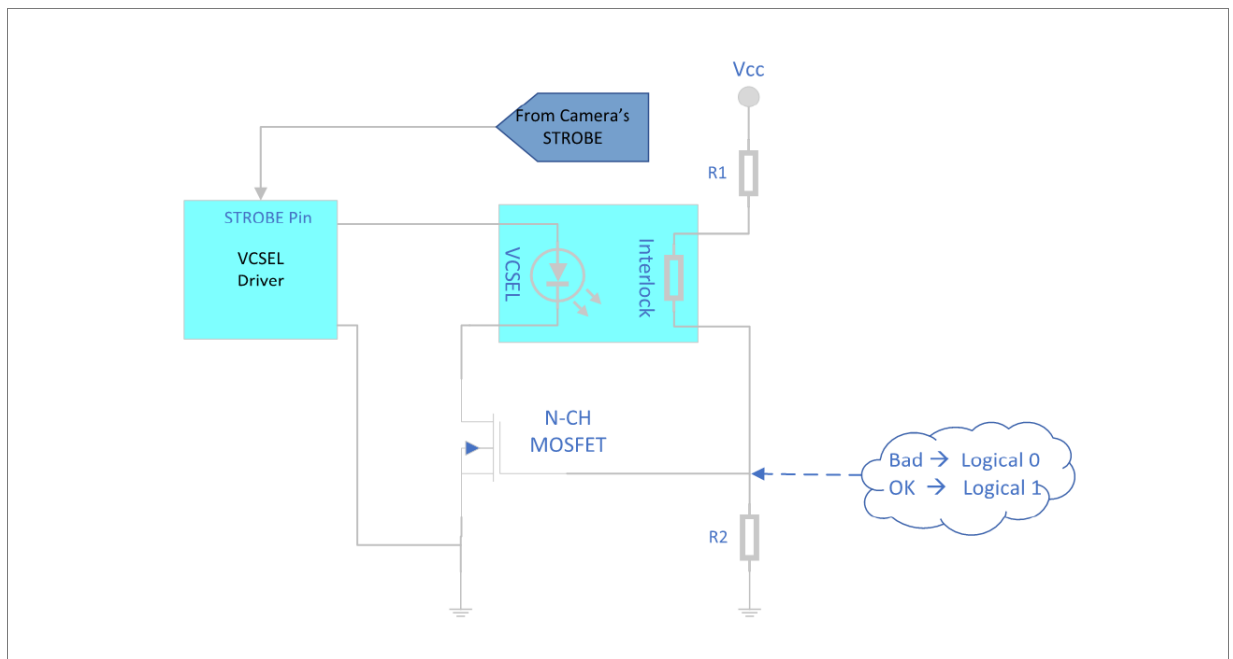 Vcc
From Camera's
STROBE
R1
STROBE Pin
VCSEL
Driver
VCSEL
Interlock
N-CH
MOSFET
Bad → Logical 0
OK → Logical 1
R2